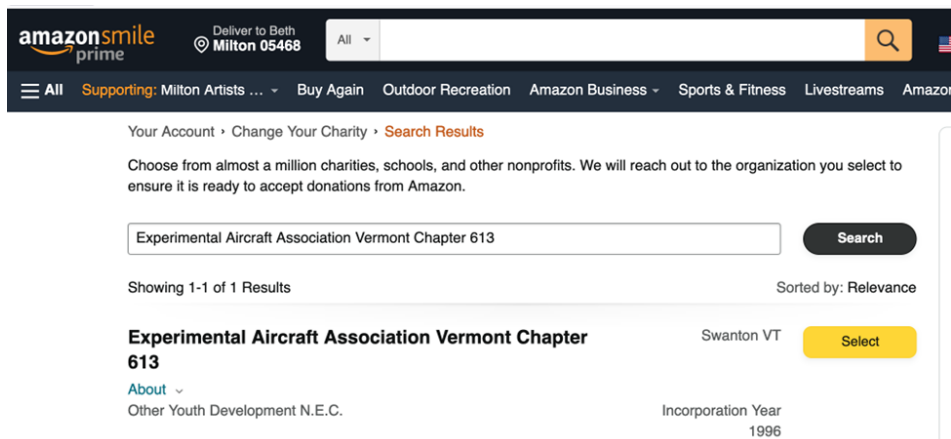 amazonsmile
prime
Deliver to Beth
Milton 05468
All
All
Supporting: Milton Artists ...
Buy Again
Outdoor Recreation
Amazon Business
Sports & Fitness
Livestreams
Your Account › Change Your Charity › Search Results
Choose from almost a million charities, schools, and other nonprofits. We will reach out to the organization you select to
ensure it is ready to accept donations from Amazon.
Experimental Aircraft Association Vermont Chapter 613
Search
Showing 1-1 of 1 Results
Sorted by: Relevance
Experimental Aircraft Association Vermont Chapter
613
Swanton VT
Select
About
Other Youth Development N.E.C.
Incorporation Year
1996